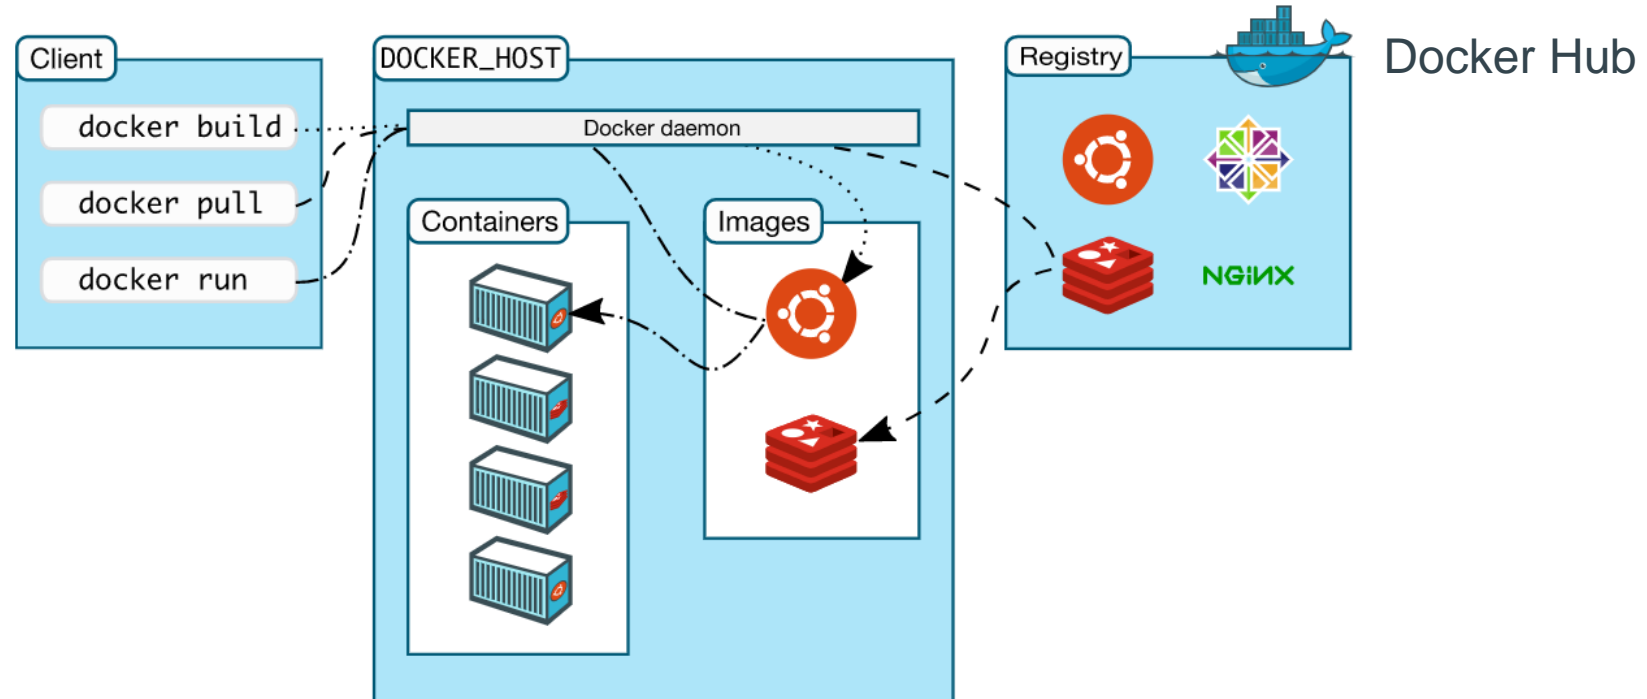 Client
docker build
docker pull
docker run
DOCKER_HOST
Docker daemon
Containers
Images
Registry
NGiNX
Docker Hub